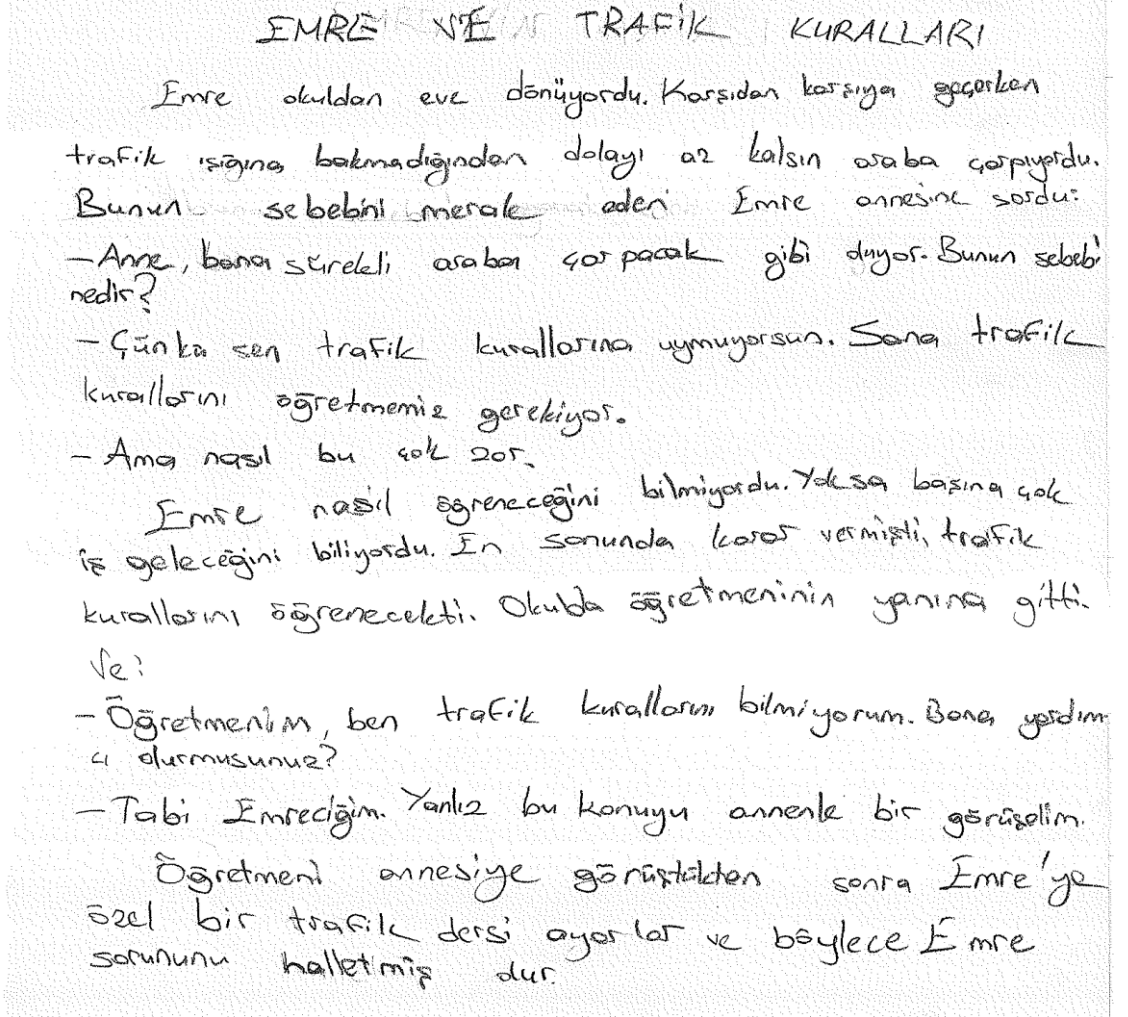 EMRE VE TRAFİK KURALLARI
Emre okuldan eve dönüyordu. Karşıdan karşıya geçerken
trafik ışığına bakmadığından dolayı az kalsın araba çarpıyordu.
Bunun sebebini merak eden Emre annesine sordu:
-Anne, bana sürekli araba çarpacak gibi duyor. Bunun sebebi
nedir?
- Çünkü sen trafik kurallarına uymuyorsun. Sana trafik
kurallarını öğretmemiz gerekiyor.
- Ama nasıl bu çok zor.
Emre nasıl öğreneceğini bilmiyordu. Yoksa başına çok
iş geleceğini biliyordu. En sonunda karar vermişti, trafik
kurallarını öğrenecekti. Okulda öğretmeninin yanına gitti.
Ve:
- Öğretmenim, ben trafik kurallarını bilmiyorum. Bana yardım
cı olurmusunuz?
-Tabi Emreciğim. Yanlız bu konuyu annenle bir görüşelim.
Öğretmeni annesiye görüştükten sonra Emre'ye
özel bir trafik dersi ayarlar ve böylece Emre
sorununu halletmiş dur.